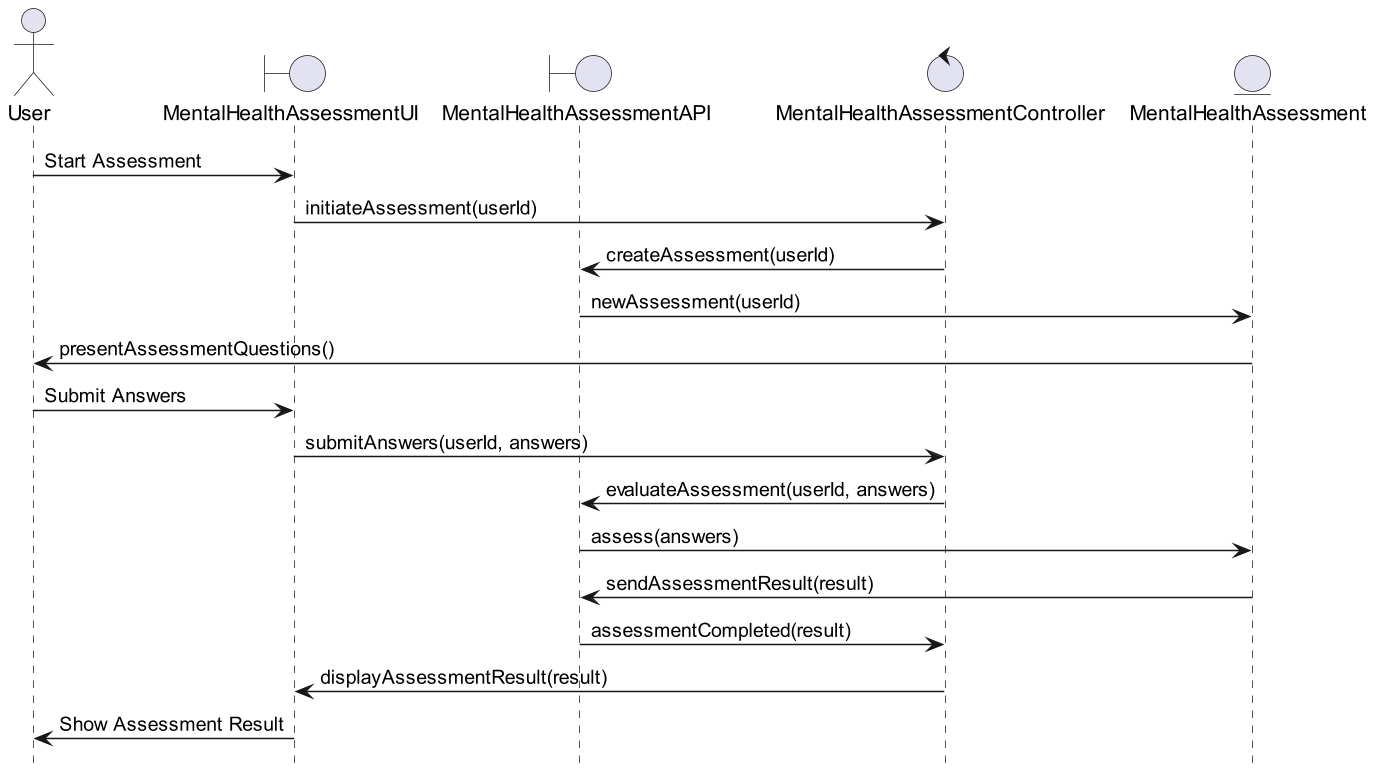 User
MentalHealthAssessmentUI
MentalHealthAssessmentAPI
MentalHealthAssessmentController
MentalHealthAssessment
Start Assessment
initiateAssessment(userId)
createAssessment(userId)
newAssessment(userId)
presentAssessmentQuestions()
Submit Answers
submitAnswers(userId, answers)
evaluateAssessment(userId, answers)
assess(answers)
sendAssessmentResult(result)
assessmentCompleted(result)
displayAssessmentResult(result)
Show Assessment Result